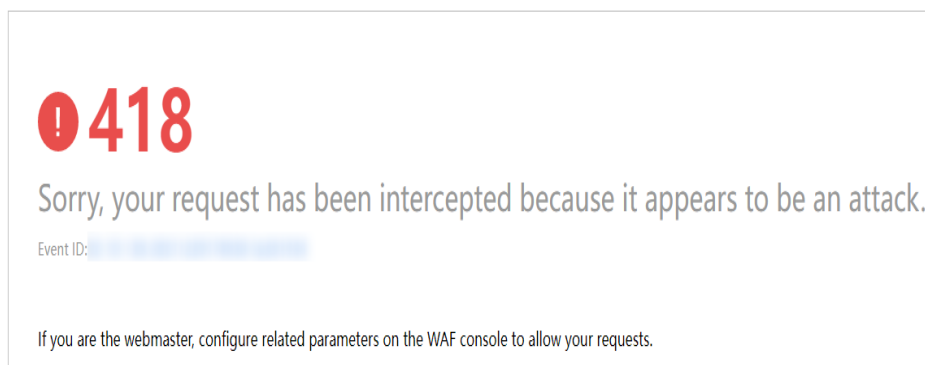 ! 418
Sorry, your request has been intercepted because it appears to be an attack.
Event ID:
If you are the webmaster, configure related parameters on the WAF console to allow your requests.